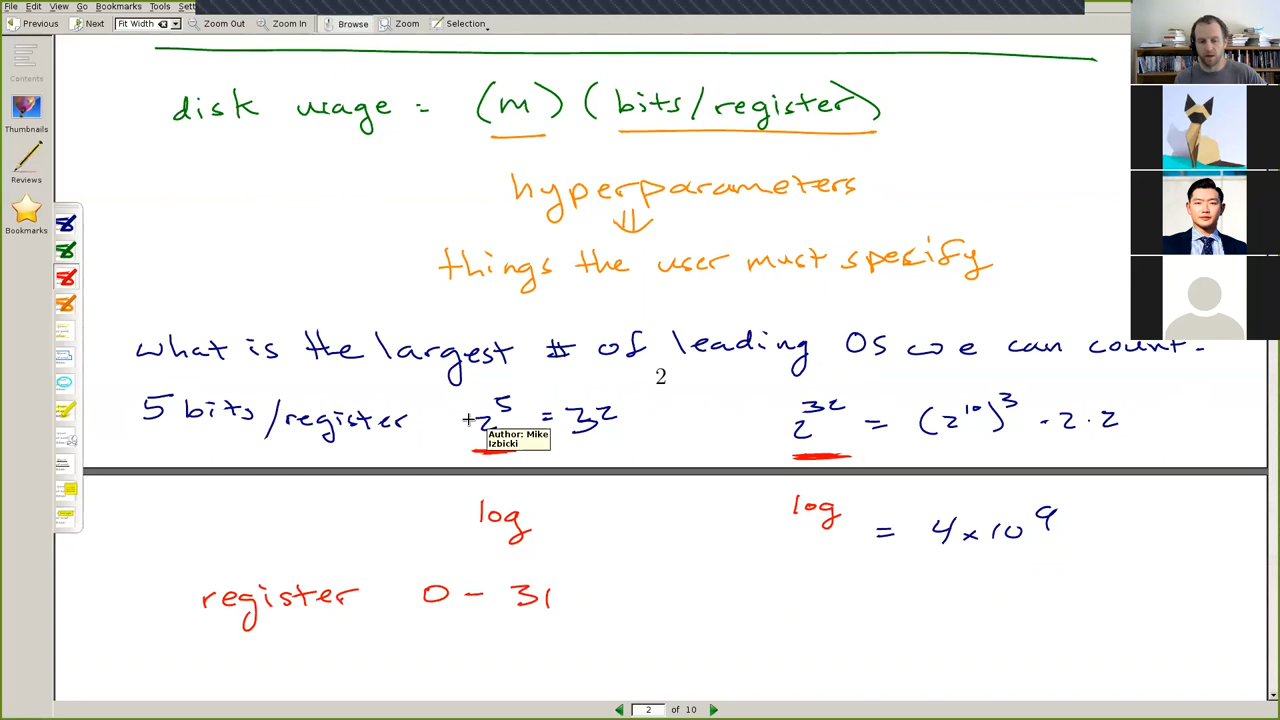 File Edit View Go Bookmarks Tools Sett
Previous Next Fit Width Zoom Out Zoom In Browse Zoom Selection
Contents
Thumbnails
Reviews
Bookmarks
disk usage = (m) (bits/register)
hyperparameters
⇓
things the user must specify
what is the largest # of leading 0s we can count.
2
5 bits/register 2^5 = 32 2^32 = (2^10)^3 · 2 · 2
Author: Mike
Izbicki
log log = 4 x 10^9
register 0 - 31
2 of 10